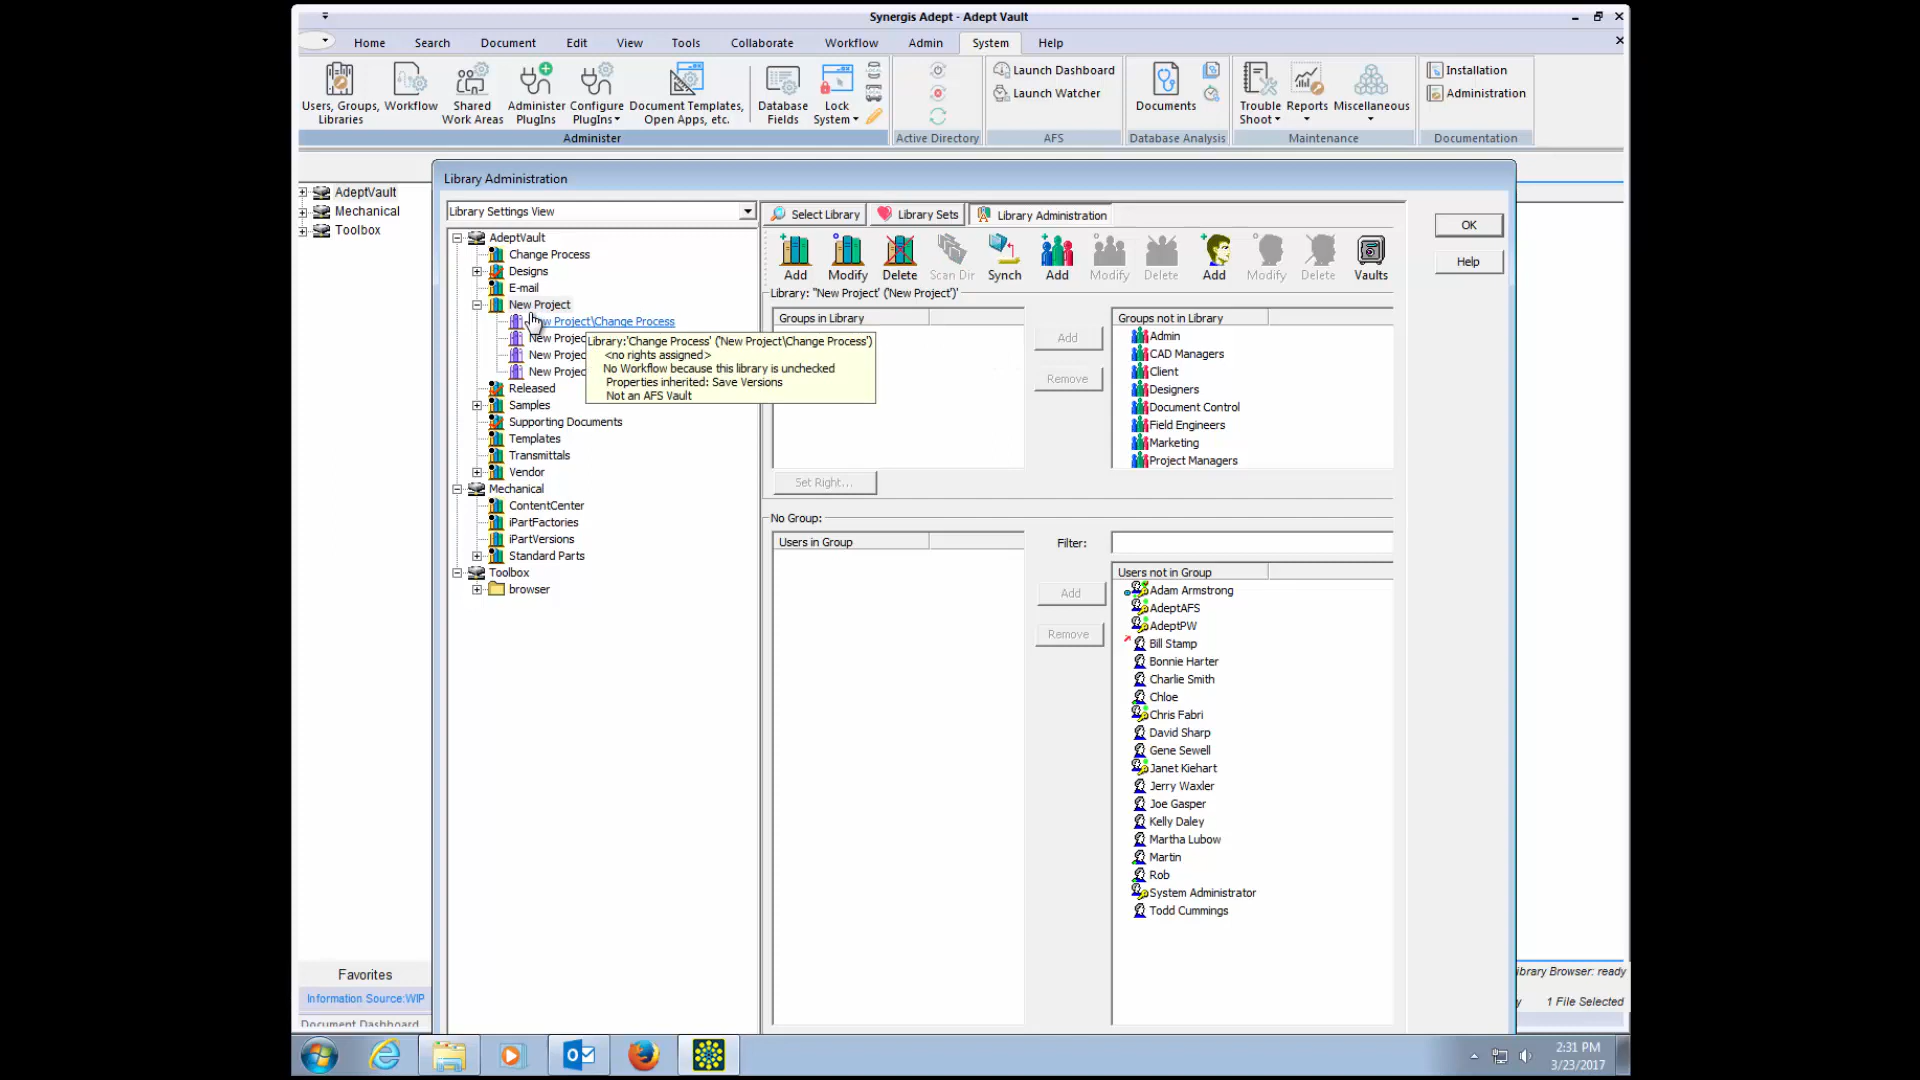 Synergis Adept - Adept Vault
Home Search Document Edit View Tools Collaborate Workflow Admin System Help
Users, Groups, Libraries
Workflow
Shared Work Areas
Administer PlugIns
Configure PlugIns
Document Templates, Open Apps, etc.
Database Fields
Lock System
Launch Dashboard
Launch Watcher
Documents
Trouble Shoot
Reports
Miscellaneous
Installation
Administration
Administer
Active Directory
AFS
Database Analysis
Maintenance
Documentation
AdeptVault
Mechanical
Toolbox
Library Administration
Library Settings View
AdeptVault
Change Process
Designs
E-mail
New Project
Project\Change Process
New Projec
New Projec
New Projec
Released
Samples
Supporting Documents
Templates
Transmittals
Vendor
Mechanical
ContentCenter
iPartFactories
iPartVersions
Standard Parts
Toolbox
browser
Library:'Change Process' ('New Project\Change Process')
<no rights assigned>
No Workflow because this library is unchecked
Properties inherited: Save Versions
Not an AFS Vault
Select Library
Library Sets
Library Administration
Add Modify Delete Scan Dir Synch Add Modify Delete Add Modify Delete Vaults
Library: "New Project' ('New Project')'
Groups in Library
Add
Remove
Groups not in Library
Admin
CAD Managers
Client
Designers
Document Control
Field Engineers
Marketing
Project Managers
Set Right...
No Group:
Users in Group
Filter:
Add
Remove
Users not in Group
Adam Armstrong
AdeptAFS
AdeptPW
Bill Stamp
Bonnie Harter
Charlie Smith
Chloe
Chris Fabri
David Sharp
Gene Sewell
Janet Kiehart
Jerry Waxler
Joe Gasper
Kelly Daley
Martha Lubow
Martin
Rob
System Administrator
Todd Cummings
OK
Help
Favorites
Information Source:WIP
Document Dashboard
ibrary Browser: ready
y 1 File Selected
2:31 PM
3/23/2017